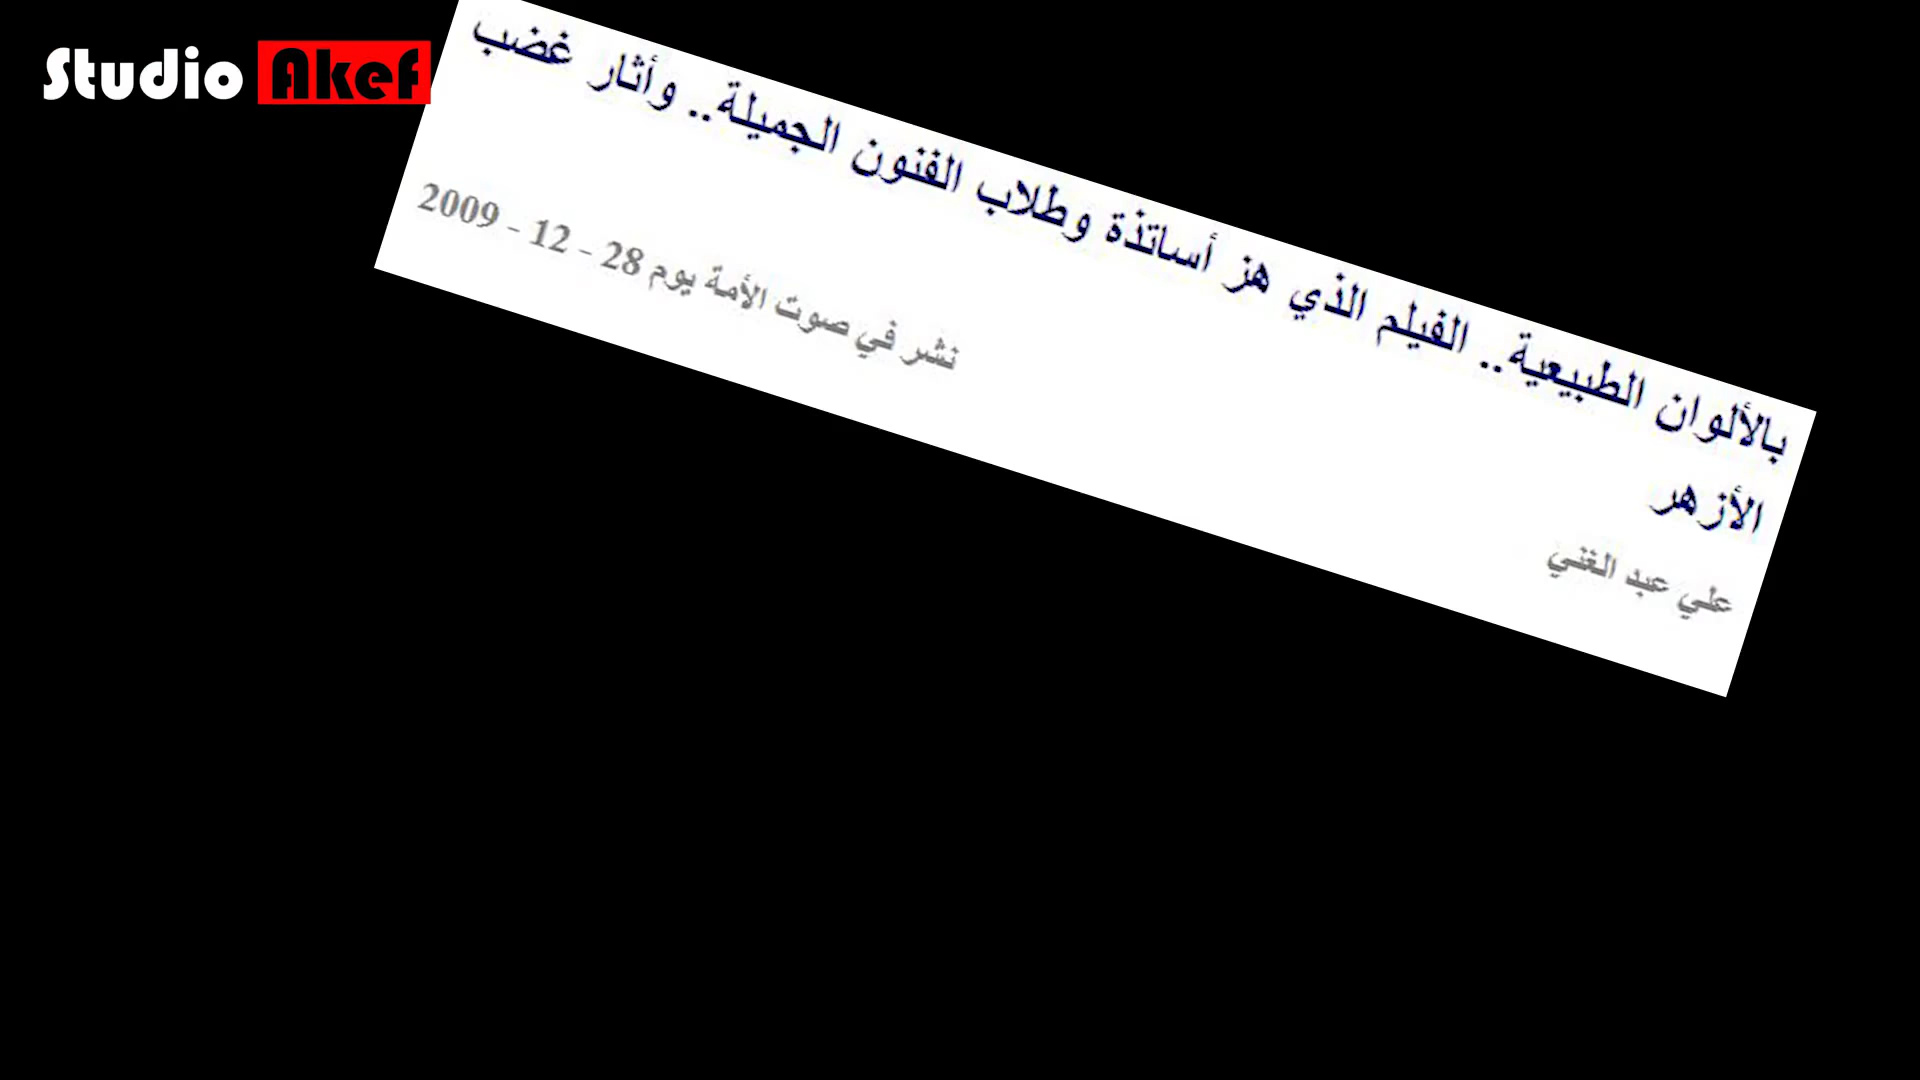 Studio Akef
بالألوان الطبيعية.. الفيلم الذي هز أساتذة وطلاب الفنون الجميلة.. وأثار غضب
الأزهر
علي عبد الغني
نشر في صوت الأمة يوم 28 - 12 - 2009